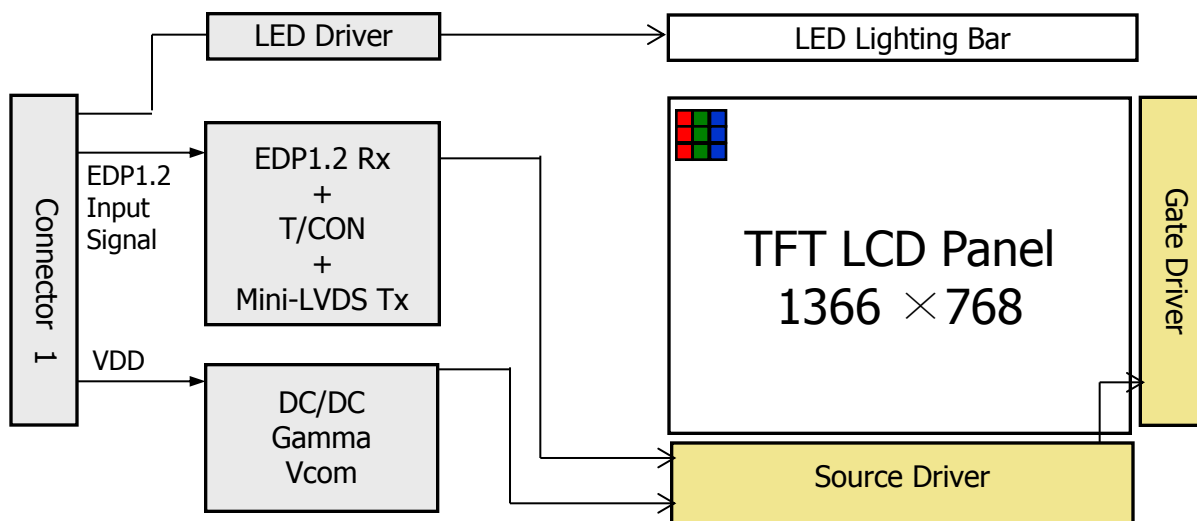 LED Driver
LED Lighting Bar
Connector 1
EDP1.2
Input
Signal
EDP1.2 Rx
+
T/CON
+
Mini-LVDS Tx
TFT LCD Panel
1366 ×768
Gate Driver
VDD
DC/DC
Gamma
Vcom
Source Driver